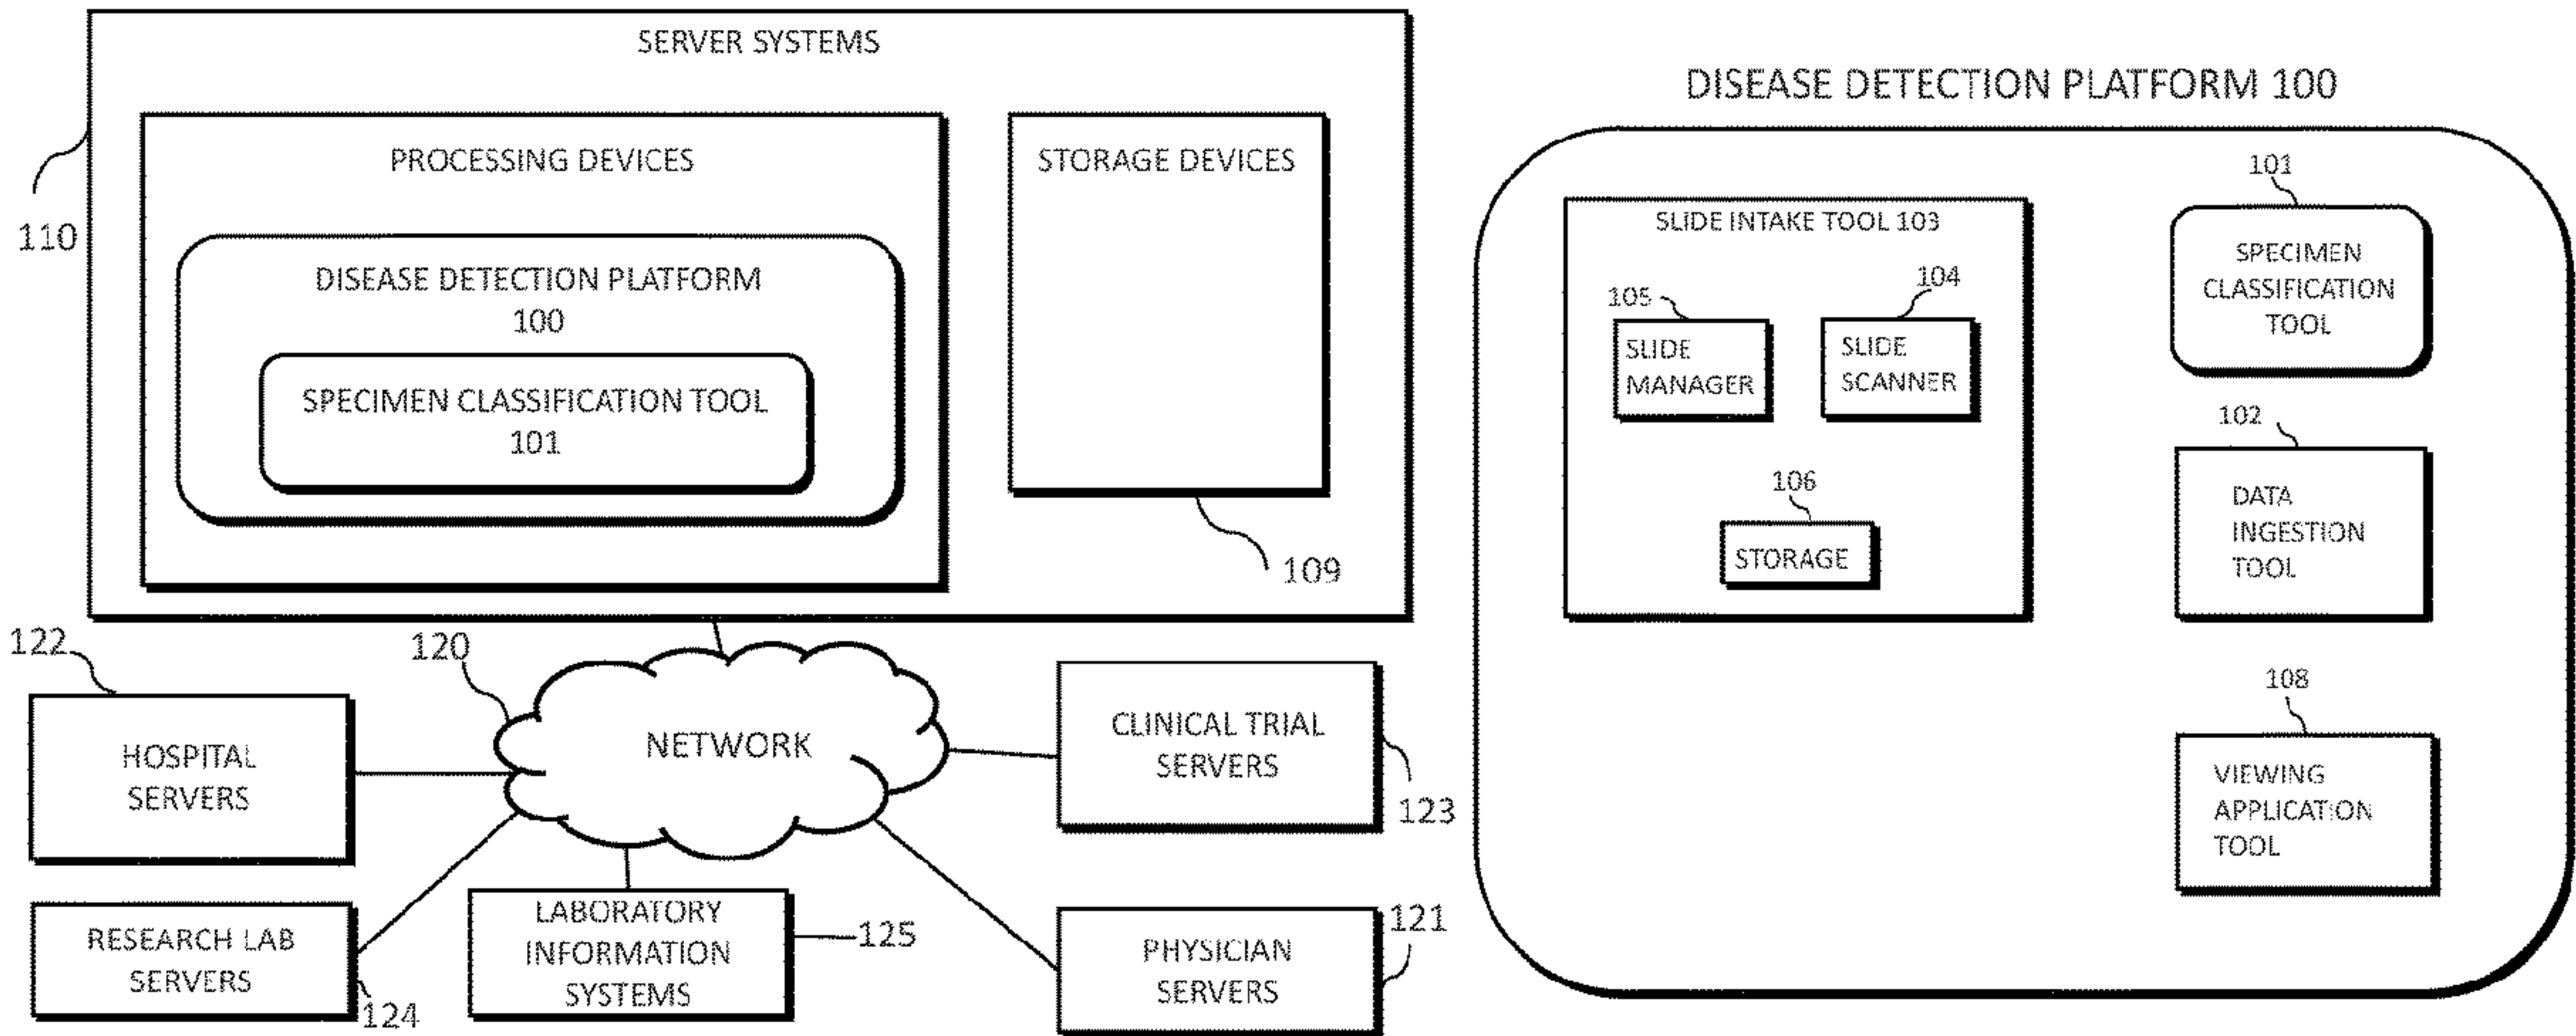 SERVER SYSTEMS
110
PROCESSING DEVICES
DISEASE DETECTION PLATFORM
100
SPECIMEN CLASSIFICATION TOOL
101
STORAGE DEVICES
109
122
HOSPITAL
SERVERS
120
NETWORK
CLINICAL TRIAL
SERVERS
123
RESEARCH LAB
SERVERS
124
LABORATORY
INFORMATION
SYSTEMS
125
PHYSICIAN
SERVERS
121
DISEASE DETECTION PLATFORM 100
SLIDE INTAKE TOOL 103
105
SLIDE
MANAGER
104
SLIDE
SCANNER
106
STORAGE
101
SPECIMEN
CLASSIFICATION
TOOL
102
DATA
INGESTION
TOOL
108
VIEWING
APPLICATION
TOOL